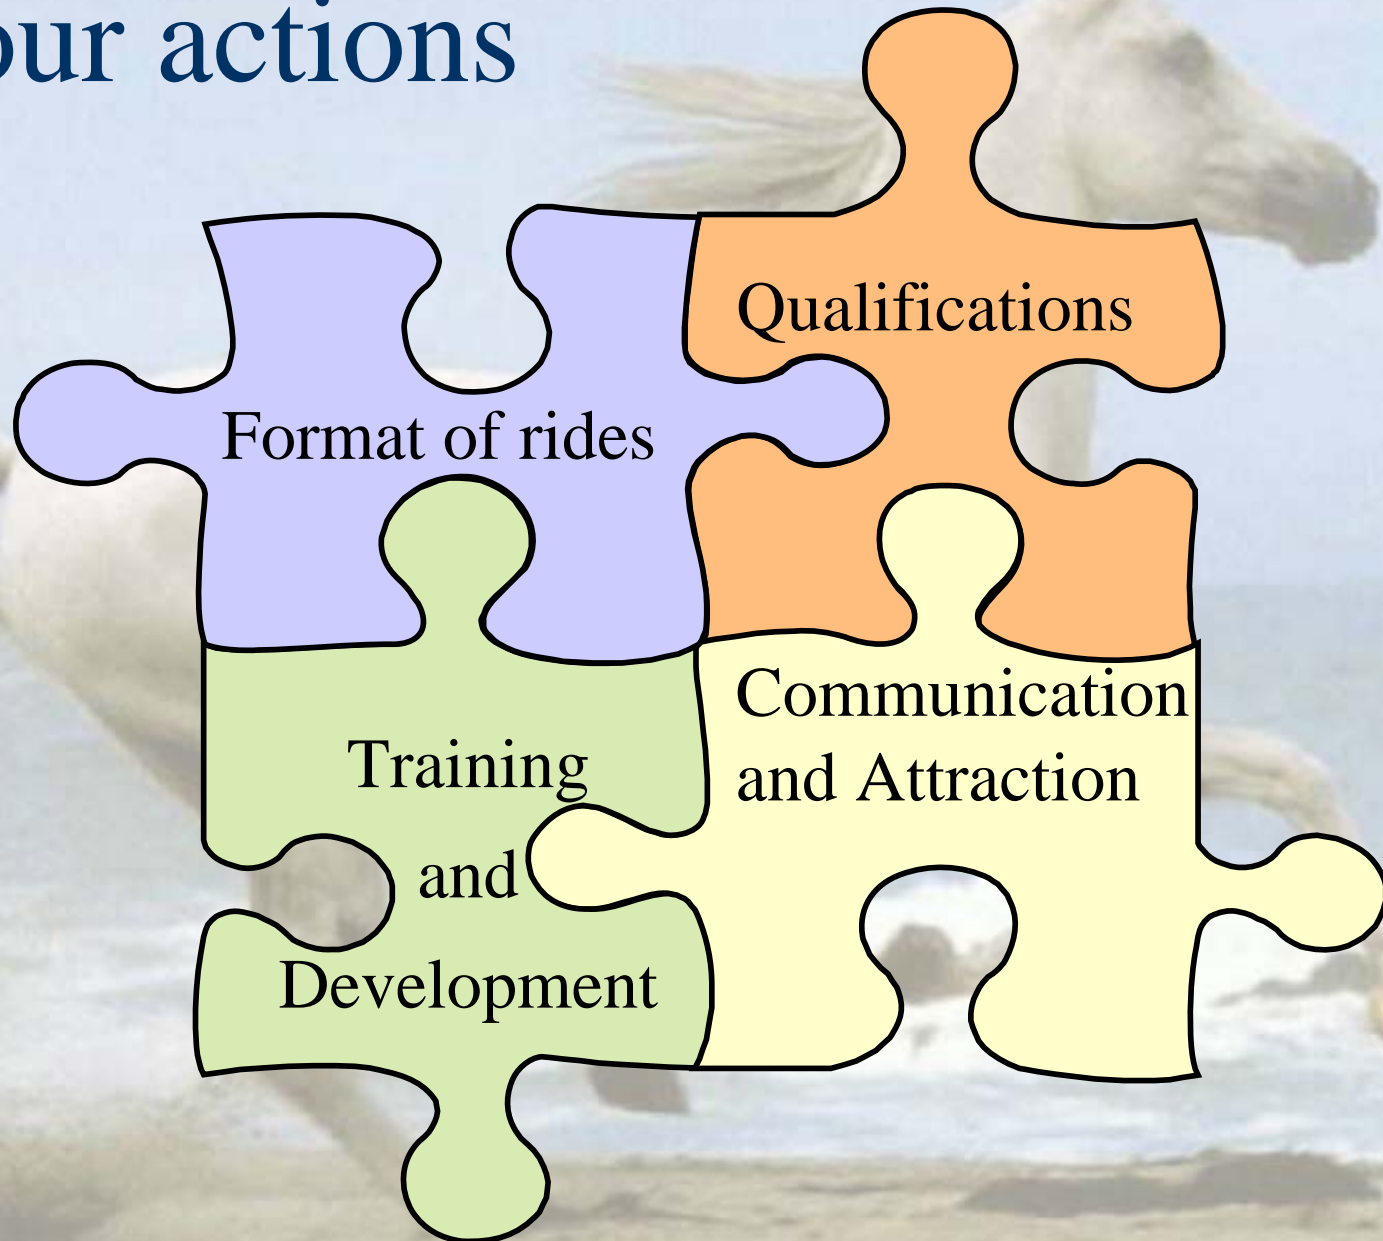 our actions
Qualifications
Format of rides
Communication
and Attraction
Training
and
Development